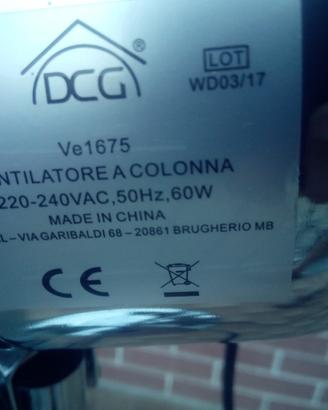 DCG®
LOT
WD03/17
Ve1675
NTILATORE A COLONNA
220-240VAC,50Hz,60W
MADE IN CHINA
L-VIA GARIBALDI 68 - 20861 BRUGHERIO MB
CE